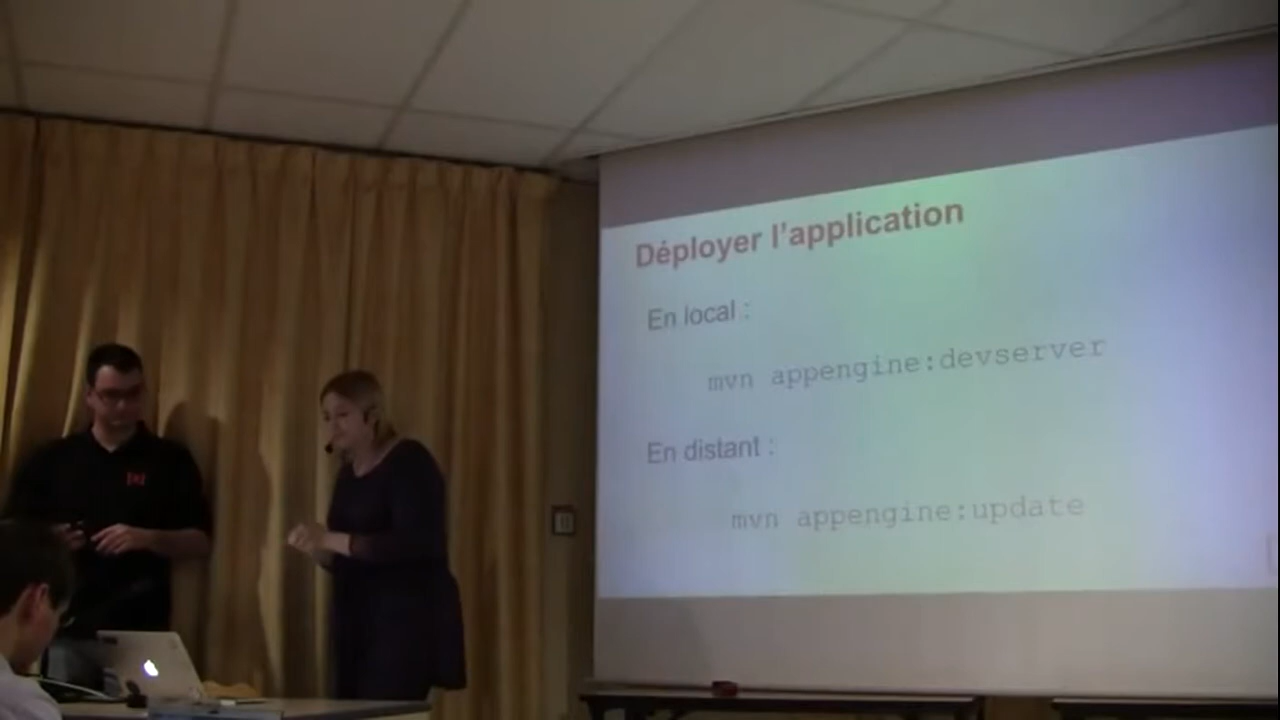 Déployer l'application
En local :
mvn appengine:devserver
En distant :
mvn appengine:update